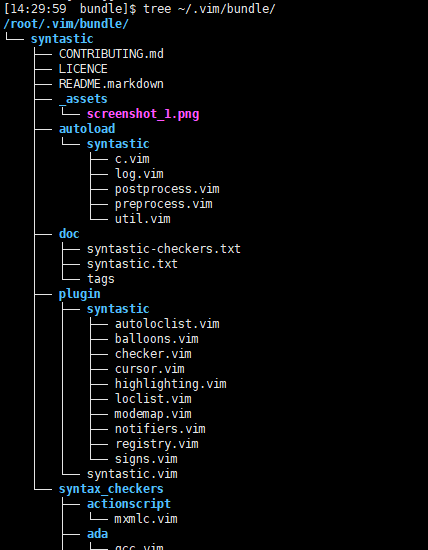 [14:29:59  bundle]$ tree ~/.vim/bundle/
/root/.vim/bundle/
└── syntastic
    ├── CONTRIBUTING.md
    ├── LICENCE
    ├── README.markdown
    ├── _assets
    │   └── screenshot_1.png
    ├── autoload
    │   └── syntastic
    │       ├── c.vim
    │       ├── log.vim
    │       ├── postprocess.vim
    │       ├── preprocess.vim
    │       └── util.vim
    ├── doc
    │   ├── syntastic-checkers.txt
    │   ├── syntastic.txt
    │   └── tags
    ├── plugin
    │   ├── syntastic
    │   │   ├── autoloclist.vim
    │   │   ├── balloons.vim
    │   │   ├── checker.vim
    │   │   ├── cursor.vim
    │   │   ├── highlighting.vim
    │   │   ├── loclist.vim
    │   │   ├── modemap.vim
    │   │   ├── notifiers.vim
    │   │   ├── registry.vim
    │   │   └── signs.vim
    │   └── syntastic.vim
    └── syntax_checkers
        ├── actionscript
        │   └── mxmlc.vim
        ├── ada
        │   └── gcc.vim